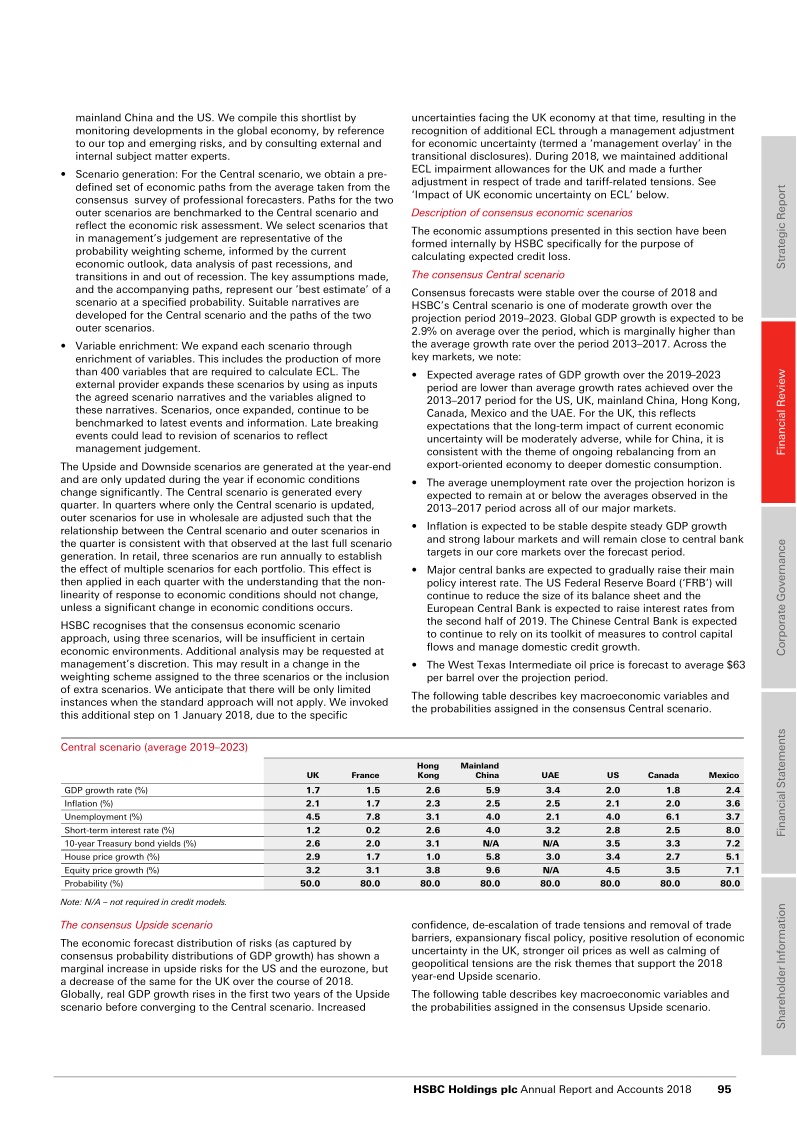 mainland China and the US. We compile this shortlist by
monitoring developments in the global economy, by reference
to our top and emerging risks, and by consulting external and
internal subject matter experts.
• Scenario generation: For the Central scenario, we obtain a pre-
defined set of economic paths from the average taken from the
consensus survey of professional forecasters. Paths for the two
outer scenarios are benchmarked to the Central scenario and
reflect the economic risk assessment. We select scenarios that
in management's judgement are representative of the
probability weighting scheme, informed by the current
economic outlook, data analysis of past recessions, and
transitions in and out of recession. The key assumptions made,
and the accompanying paths, represent our 'best estimate' of a
scenario at a specified probability. Suitable narratives are
developed for the Central scenario and the paths of the two
outer scenarios.
• Variable enrichment: We expand each scenario through
enrichment of variables. This includes the production of more
than 400 variables that are required to calculate ECL. The
external provider expands these scenarios by using as inputs
the agreed scenario narratives and the variables aligned to
these narratives. Scenarios, once expanded, continue to be
benchmarked to latest events and information. Late breaking
events could lead to revision of scenarios to reflect
management judgement.
The Upside and Downside scenarios are generated at the year-end
and are only updated during the year if economic conditions
change significantly. The Central scenario is generated every
quarter. In quarters where only the Central scenario is updated,
outer scenarios for use in wholesale are adjusted such that the
relationship between the Central scenario and outer scenarios in
the quarter is consistent with that observed at the last full scenario
generation. In retail, three scenarios are run annually to establish
the effect of multiple scenarios for each portfolio. This effect is
then applied in each quarter with the understanding that the non-
linearity of response to economic conditions should not change,
unless a significant change in economic conditions occurs.
HSBC recognises that the consensus economic scenario
approach, using three scenarios, will be insufficient in certain
economic environments. Additional analysis may be requested at
management's discretion. This may result in a change in the
weighting scheme assigned to the three scenarios or the inclusion
of extra scenarios. We anticipate that there will be only limited
instances when the standard approach will not apply. We invoked
this additional step on 1 January 2018, due to the specific
uncertainties facing the UK economy at that time, resulting in the
recognition of additional ECL through a management adjustment
for economic uncertainty (termed a 'management overlay' in the
transitional disclosures). During 2018, we maintained additional
ECL impairment allowances for the UK and made a further
adjustment in respect of trade and tariff-related tensions. See
'Impact of UK economic uncertainty on ECL' below.
Description of consensus economic scenarios
The economic assumptions presented in this section have been
formed internally by HSBC specifically for the purpose of
calculating expected credit loss.
The consensus Central scenario
Consensus forecasts were stable over the course of 2018 and
HSBC's Central scenario is one of moderate growth over the
projection period 2019–2023. Global GDP growth is expected to be
2.9% on average over the period, which is marginally higher than
the average growth rate over the period 2013–2017. Across the
key markets, we note:
• Expected average rates of GDP growth over the 2019–2023
period are lower than average growth rates achieved over the
2013–2017 period for the US, UK, mainland China, Hong Kong,
Canada, Mexico and the UAE. For the UK, this reflects
expectations that the long-term impact of current economic
uncertainty will be moderately adverse, while for China, it is
consistent with the theme of ongoing rebalancing from an
export-oriented economy to deeper domestic consumption.
• The average unemployment rate over the projection horizon is
expected to remain at or below the averages observed in the
2013–2017 period across all of our major markets.
• Inflation is expected to be stable despite steady GDP growth
and strong labour markets and will remain close to central bank
targets in our core markets over the forecast period.
• Major central banks are expected to gradually raise their main
policy interest rate. The US Federal Reserve Board ('FRB') will
continue to reduce the size of its balance sheet and the
European Central Bank is expected to raise interest rates from
the second half of 2019. The Chinese Central Bank is expected
to continue to rely on its toolkit of measures to control capital
flows and manage domestic credit growth.
• The West Texas Intermediate oil price is forecast to average $63
per barrel over the projection period.
The following table describes key macroeconomic variables and
the probabilities assigned in the consensus Central scenario.
Central scenario (average 2019–2023)
UK France Hong Kong Mainland China UAE US Canada Mexico
GDP growth rate (%) 1.7 1.5 2.6 5.9 3.4 2.0 1.8 2.4
Inflation (%) 2.1 1.7 2.3 2.5 2.5 2.1 2.0 3.6
Unemployment (%) 4.5 7.8 3.1 4.0 2.1 4.0 6.1 3.7
Short-term interest rate (%) 1.2 0.2 2.6 4.0 3.2 2.8 2.5 8.0
10-year Treasury bond yields (%) 2.6 2.0 3.1 N/A N/A 3.5 3.3 7.2
House price growth (%) 2.9 1.7 1.0 5.8 3.0 3.4 2.7 5.1
Equity price growth (%) 3.2 3.1 3.8 9.6 N/A 4.5 3.5 7.1
Probability (%) 50.0 80.0 80.0 80.0 80.0 80.0 80.0 80.0
Note: N/A – not required in credit models.
The consensus Upside scenario
The economic forecast distribution of risks (as captured by
consensus probability distributions of GDP growth) has shown a
marginal increase in upside risks for the US and the eurozone, but
a decrease of the same for the UK over the course of 2018.
Globally, real GDP growth rises in the first two years of the Upside
scenario before converging to the Central scenario. Increased
confidence, de-escalation of trade tensions and removal of trade
barriers, expansionary fiscal policy, positive resolution of economic
uncertainty in the UK, stronger oil prices as well as calming of
geopolitical tensions are the risk themes that support the 2018
year-end Upside scenario.
The following table describes key macroeconomic variables and
the probabilities assigned in the consensus Upside scenario.
Strategic Report
Financial Review
Corporate Governance
Financial Statements
Shareholder Information
HSBC Holdings plc Annual Report and Accounts 2018 95